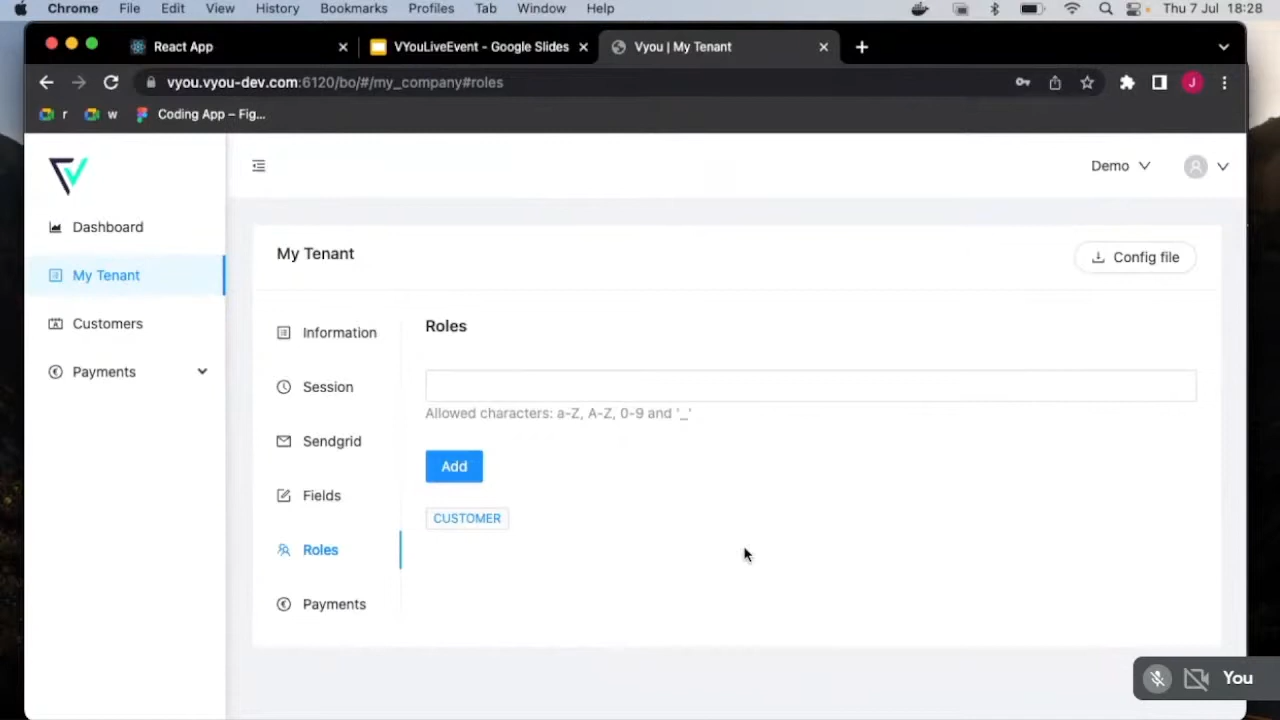 Chrome File Edit View History Bookmarks Profiles Tab Window Help Thu 7 Jul 18:28
React App VYouLiveEvent - Google Slides Vyou | My Tenant
vyou.vyou-dev.com:6120/bo/#/my_company#roles J
r w Coding App – Fig...
Demo
Dashboard
My Tenant
Customers
Payments
My Tenant
Config file
Information
Session
Sendgrid
Fields
Roles
Payments
Roles
Allowed characters: a-Z, A-Z, 0-9 and '_'
Add
CUSTOMER
You